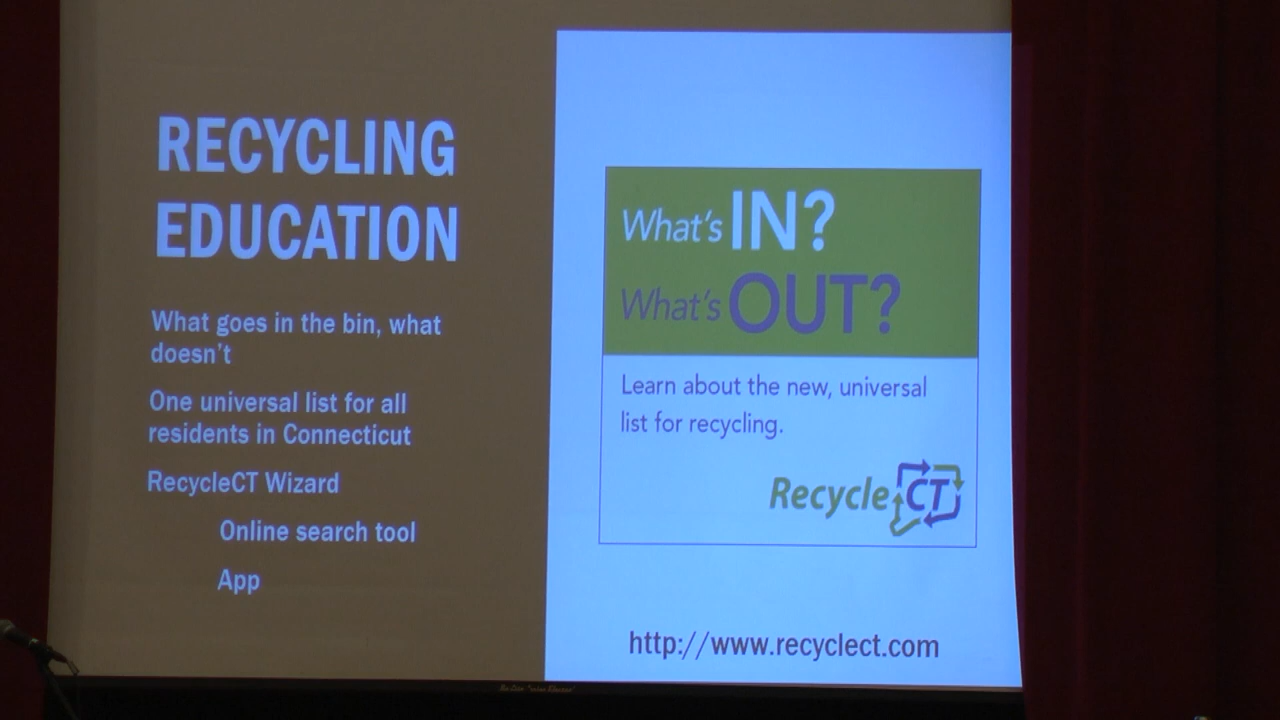 RECYCLING
EDUCATION
What goes in the bin, what
doesn't
One universal list for all
residents in Connecticut
RecycleCT Wizard
Online search tool
App
What's IN?
What's OUT?
Learn about the new, universal
list for recycling.
RecycleCT
http://www.recyclect.com